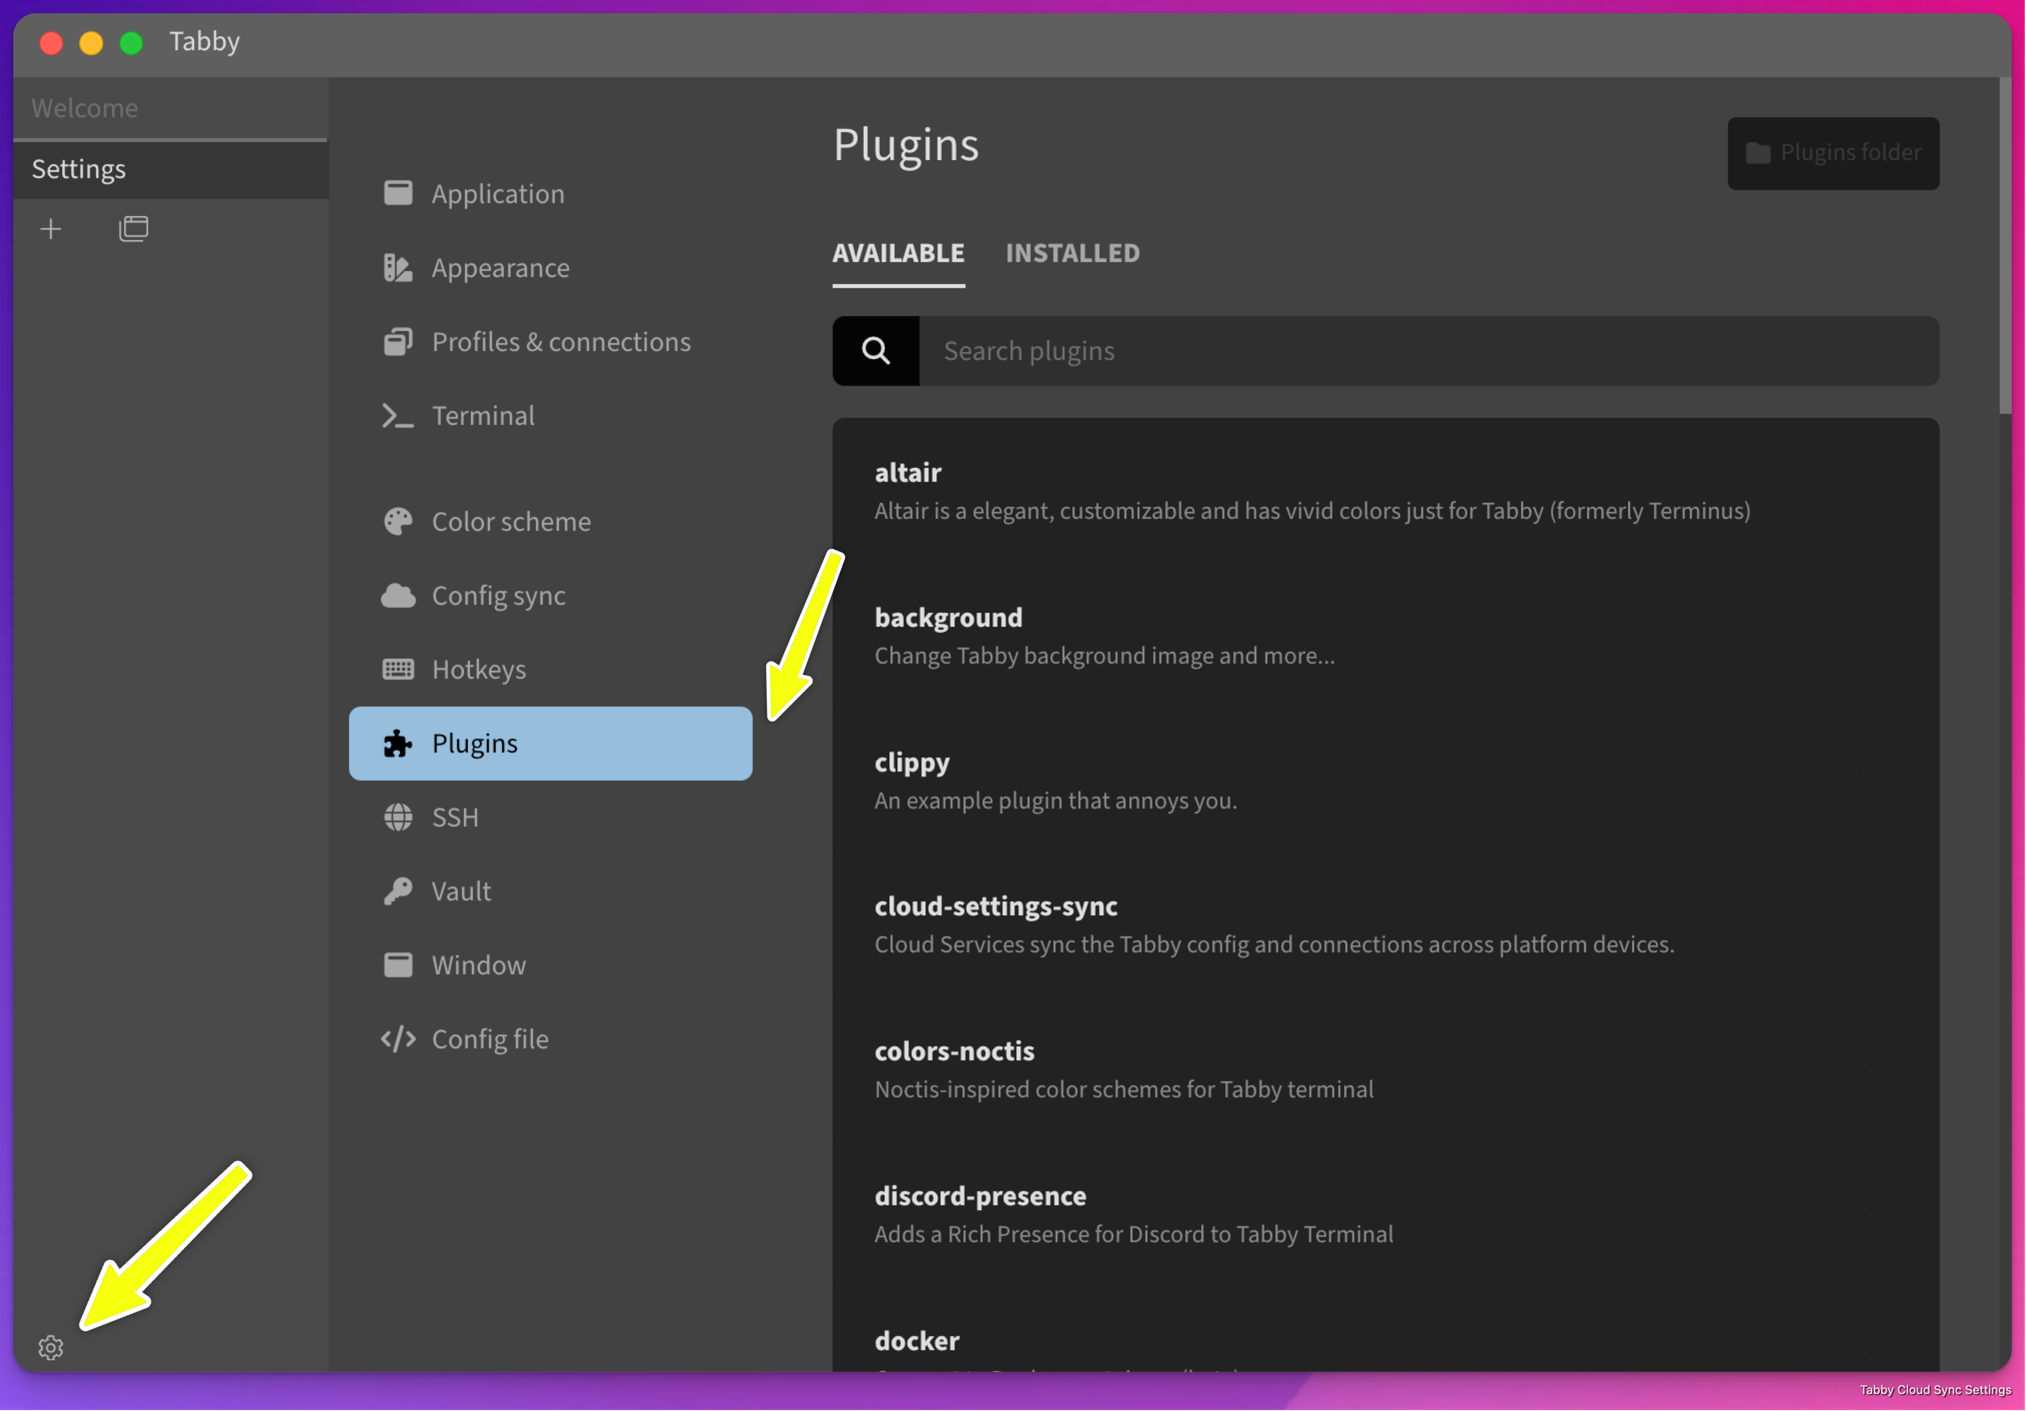 Tabby
Welcome
Settings
Application
Appearance
Profiles & connections
Terminal
Color scheme
Config sync
Hotkeys
Plugins
SSH
Vault
Window
Config file
Plugins
Plugins folder
AVAILABLE INSTALLED
Search plugins
altair
Altair is a elegant, customizable and has vivid colors just for Tabby (formerly Terminus)
background
Change Tabby background image and more...
clippy
An example plugin that annoys you.
cloud-settings-sync
Cloud Services sync the Tabby config and connections across platform devices.
colors-noctis
Noctis-inspired color schemes for Tabby terminal
discord-presence
Adds a Rich Presence for Discord to Tabby Terminal
docker
Tabby Cloud Sync Settings